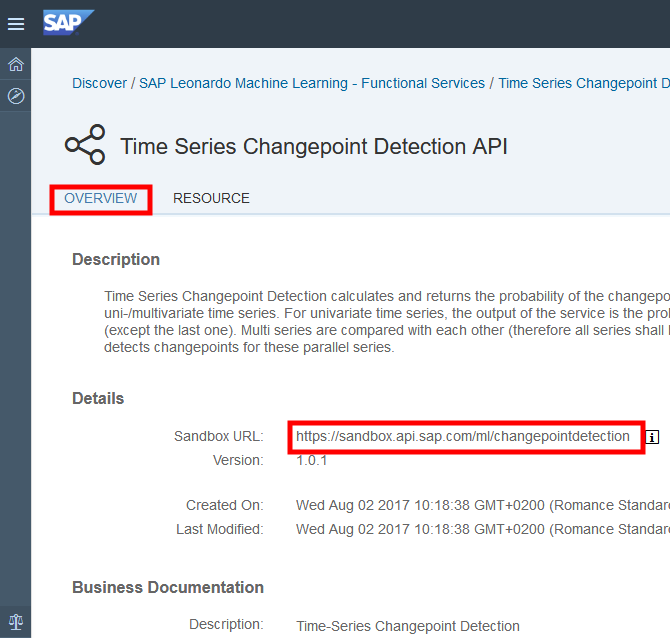 SAP
Discover / SAP Leonardo Machine Learning - Functional Services / Time Series Changepoint D
Time Series Changepoint Detection API
OVERVIEW RESOURCE
Description
Time Series Changepoint Detection calculates and returns the probability of the changepo
uni-/multivariate time series. For univariate time series, the output of the service is the pro
(except the last one). Multi series are compared with each other (therefore all series shall
detects changepoints for these parallel series.
Details
Sandbox URL: https://sandbox.api.sap.com/ml/changepointdetection
Version: 1.0.1
Created On: Wed Aug 02 2017 10:18:38 GMT+0200 (Romance Standard
Last Modified: Wed Aug 02 2017 10:18:38 GMT+0200 (Romance Standard
Business Documentation
Description: Time-Series Changepoint Detection